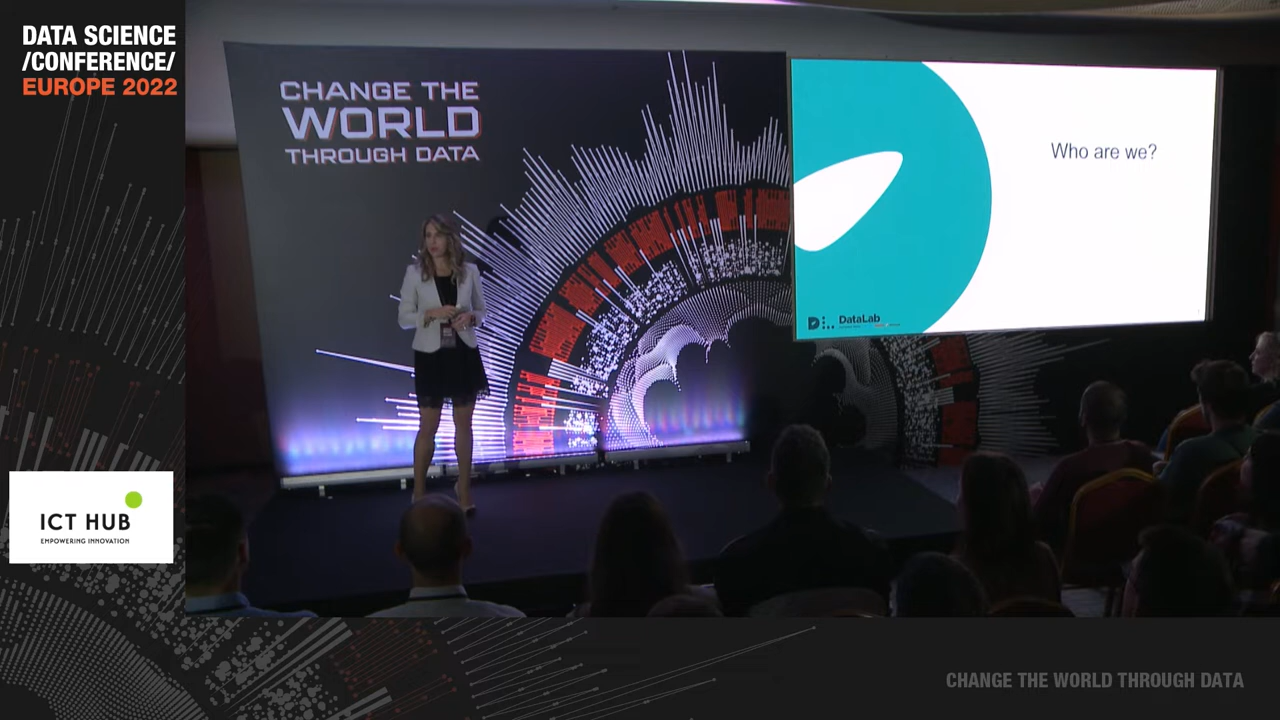 DATA SCIENCE
/CONFERENCE/
EUROPE 2022
CHANGE THE
WORLD
THROUGH DATA
Who are we?
DataLab
ICT HUB
EMPOWERING INNOVATION
CHANGE THE WORLD THROUGH DATA